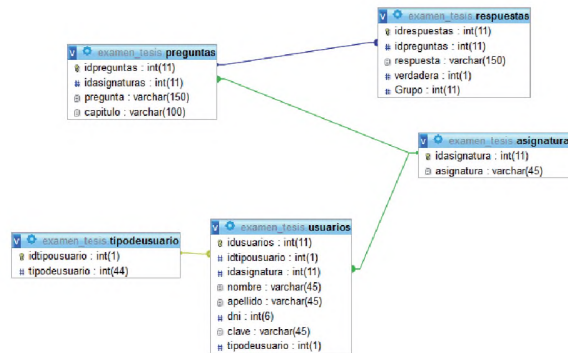 V examen_tesis preguntas
idpreguntas : int(11)
# idasignaturas : int(11)
pregunta : varchar(150)
capitulo : varchar(100)
V examen_tesis respuestas
idrespuestas : int(11)
# idpreguntas : int(11)
respuesta : varchar(150)
# verdadera : int(1)
# Grupo : int(11)
V examen_tesis asignatura
idasignatura : int(11)
asignatura : varchar(45)
V examen_tesis tipodeusuario
idtipousuario : int(1)
# tipodeusuario : int(44)
V examen_tesis usuarios
idusuarios : int(11)
# idtipousuario : int(1)
# idasignatura : int(11)
nombre : varchar(45)
apellido : varchar(45)
# dni : int(6)
clave : varchar(45)
# tipodeusuario : int(1)